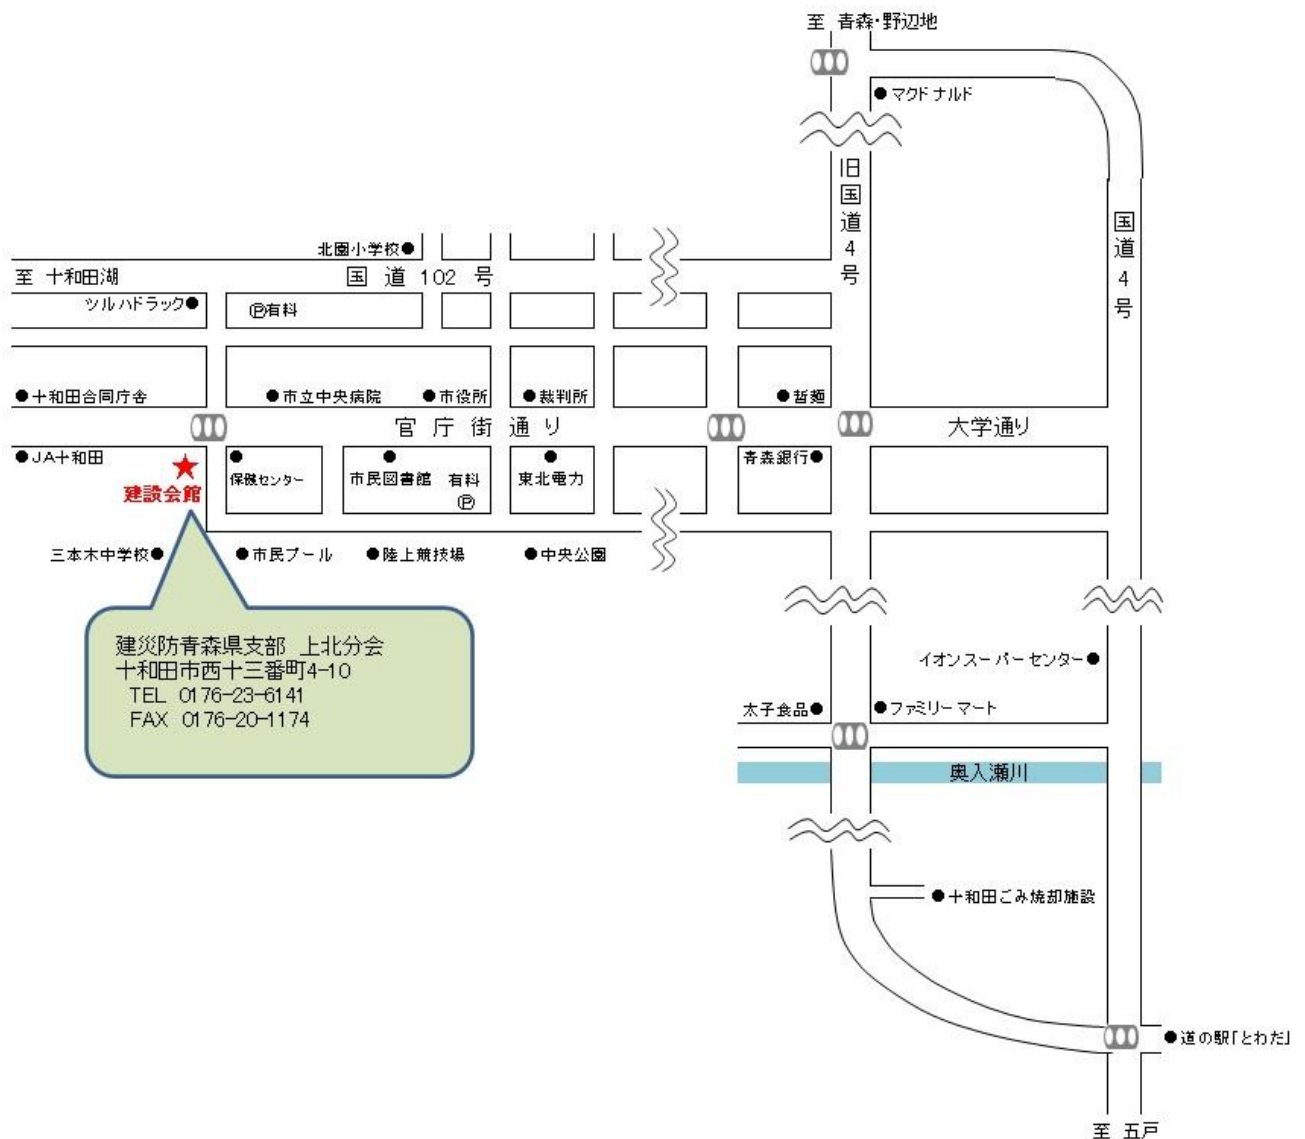 至 青森・野辺地
●マクドナルド
旧国道4号
国道4号
北園小学校●
至 十和田湖
国道102号
ツルハドラック●
Ⓟ有料
●十和田合同庁舎
●市立中央病院
●市役所
●裁判所
●哲麺
官庁街通り
大学通り
●JA十和田
★
建設会館
●
保健センター
●
市民図書館
有料
Ⓟ
●
東北電力
青森銀行●
三本木中学校●
●市民プール
●陸上競技場
●中央公園
建災防青森県支部 上北分会
十和田市西十三番町4-10
TEL 0176-23-6141
FAX 0176-20-1174
イオンスーパーセンター●
太子食品●
●ファミリーマート
奥入瀬川
●十和田ごみ焼却施設
●道の駅「とわだ」
至 五戸